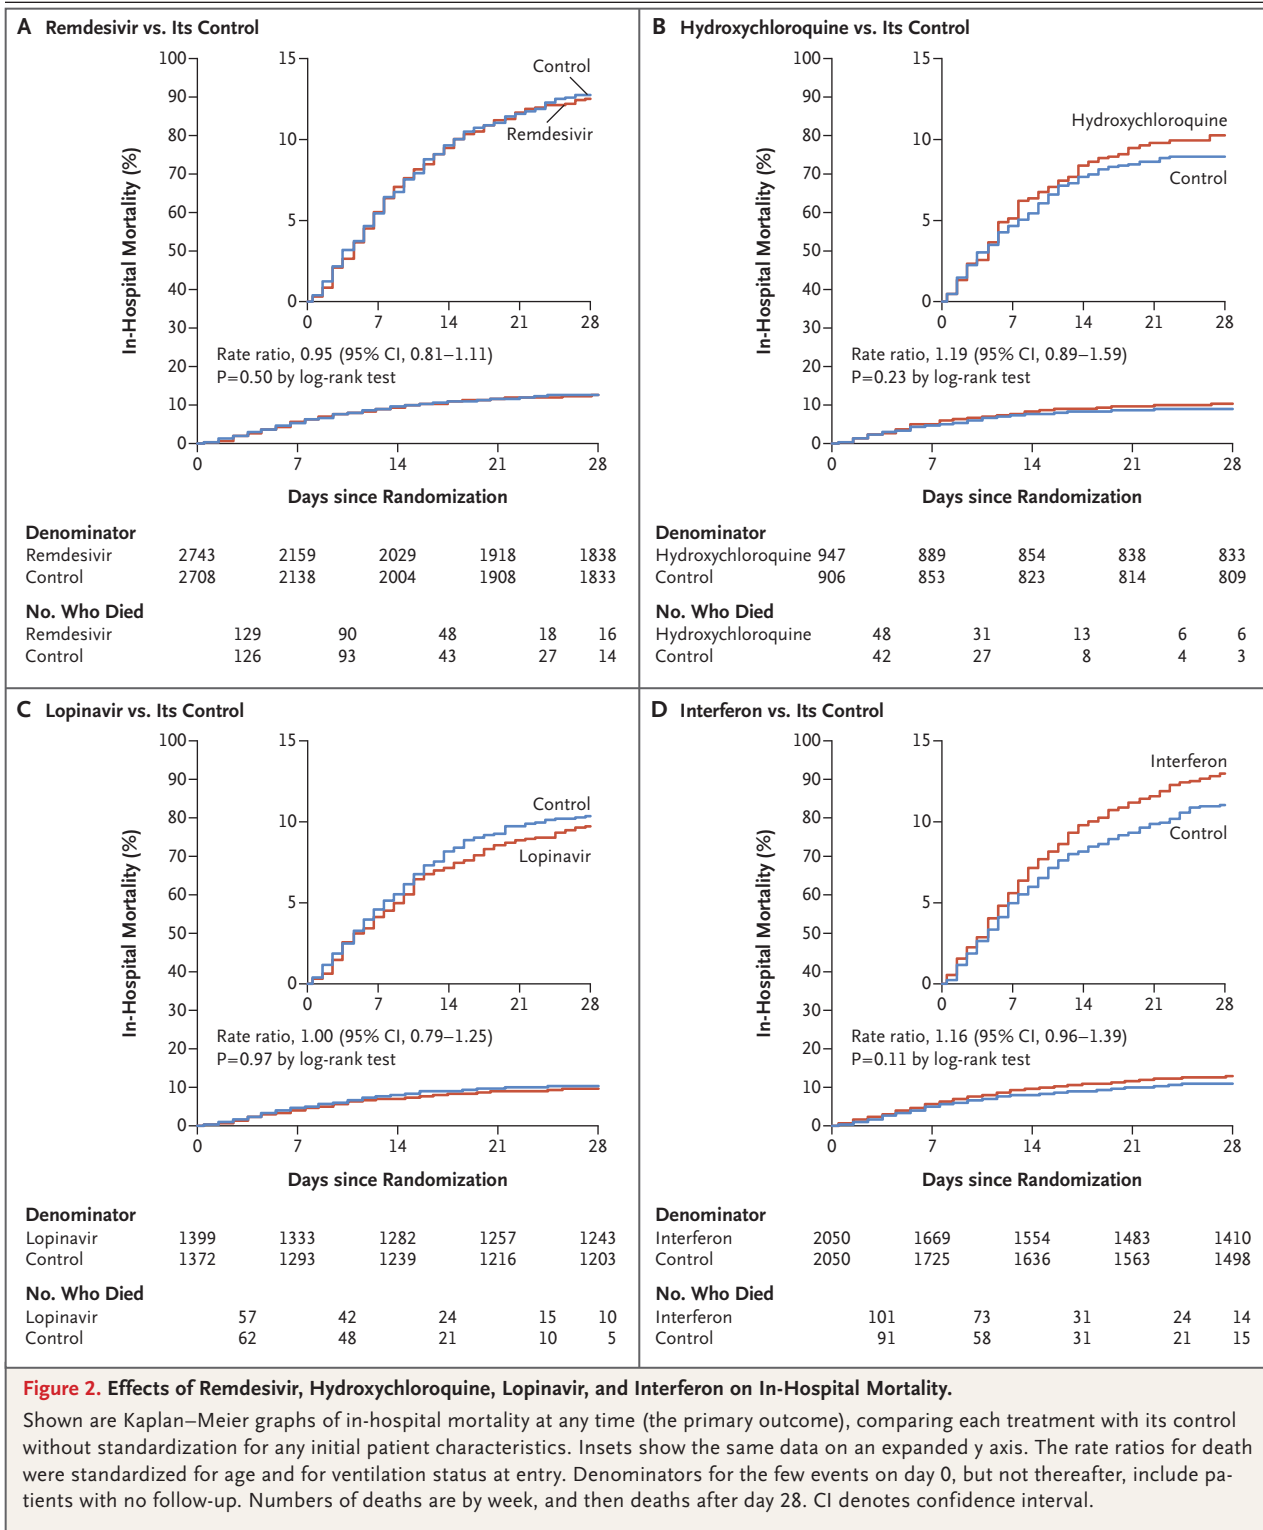 A Remdesivir vs. Its Control
In-Hospital Mortality (%)
100
90
80
70
60
50
40
30
20
10
0
15
10
5
0
Control
Remdesivir
0 7 14 21 28
Rate ratio, 0.95 (95% CI, 0.81–1.11)
P=0.50 by log-rank test
0 7 14 21 28
Days since Randomization
Denominator
Remdesivir 2743 2159 2029 1918 1838
Control 2708 2138 2004 1908 1833
No. Who Died
Remdesivir 129 90 48 18 16
Control 126 93 43 27 14
B Hydroxychloroquine vs. Its Control
In-Hospital Mortality (%)
100
90
80
70
60
50
40
30
20
10
0
15
10
5
0
Hydroxychloroquine
Control
0 7 14 21 28
Rate ratio, 1.19 (95% CI, 0.89–1.59)
P=0.23 by log-rank test
0 7 14 21 28
Days since Randomization
Denominator
Hydroxychloroquine 947 889 854 838 833
Control 906 853 823 814 809
No. Who Died
Hydroxychloroquine 48 31 13 6 6
Control 42 27 8 4 3
C Lopinavir vs. Its Control
In-Hospital Mortality (%)
100
90
80
70
60
50
40
30
20
10
0
15
10
5
0
Control
Lopinavir
0 7 14 21 28
Rate ratio, 1.00 (95% CI, 0.79–1.25)
P=0.97 by log-rank test
0 7 14 21 28
Days since Randomization
Denominator
Lopinavir 1399 1333 1282 1257 1243
Control 1372 1293 1239 1216 1203
No. Who Died
Lopinavir 57 42 24 15 10
Control 62 48 21 10 5
D Interferon vs. Its Control
In-Hospital Mortality (%)
100
90
80
70
60
50
40
30
20
10
0
15
10
5
0
Interferon
Control
0 7 14 21 28
Rate ratio, 1.16 (95% CI, 0.96–1.39)
P=0.11 by log-rank test
0 7 14 21 28
Days since Randomization
Denominator
Interferon 2050 1669 1554 1483 1410
Control 2050 1725 1636 1563 1498
No. Who Died
Interferon 101 73 31 24 14
Control 91 58 31 21 15
Figure 2. Effects of Remdesivir, Hydroxychloroquine, Lopinavir, and Interferon on In-Hospital Mortality.
Shown are Kaplan–Meier graphs of in-hospital mortality at any time (the primary outcome), comparing each treatment with its control
without standardization for any initial patient characteristics. Insets show the same data on an expanded y axis. The rate ratios for death
were standardized for age and for ventilation status at entry. Denominators for the few events on day 0, but not thereafter, include pa-
tients with no follow-up. Numbers of deaths are by week, and then deaths after day 28. CI denotes confidence interval.